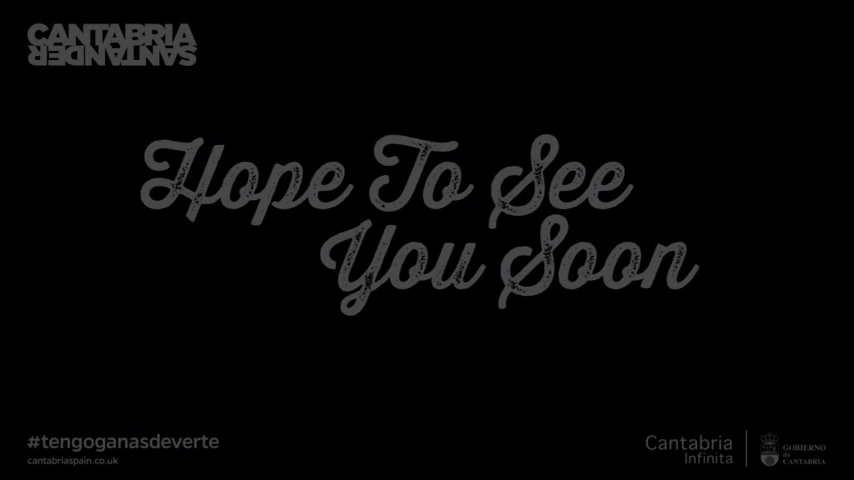 CANTABRIA
SANTANDER
Hope To See
You Soon
#tengoganasdeverte
cantabriaspain.co.uk
Cantabria
Infinita
GOBIERNO
de
CANTABRIA